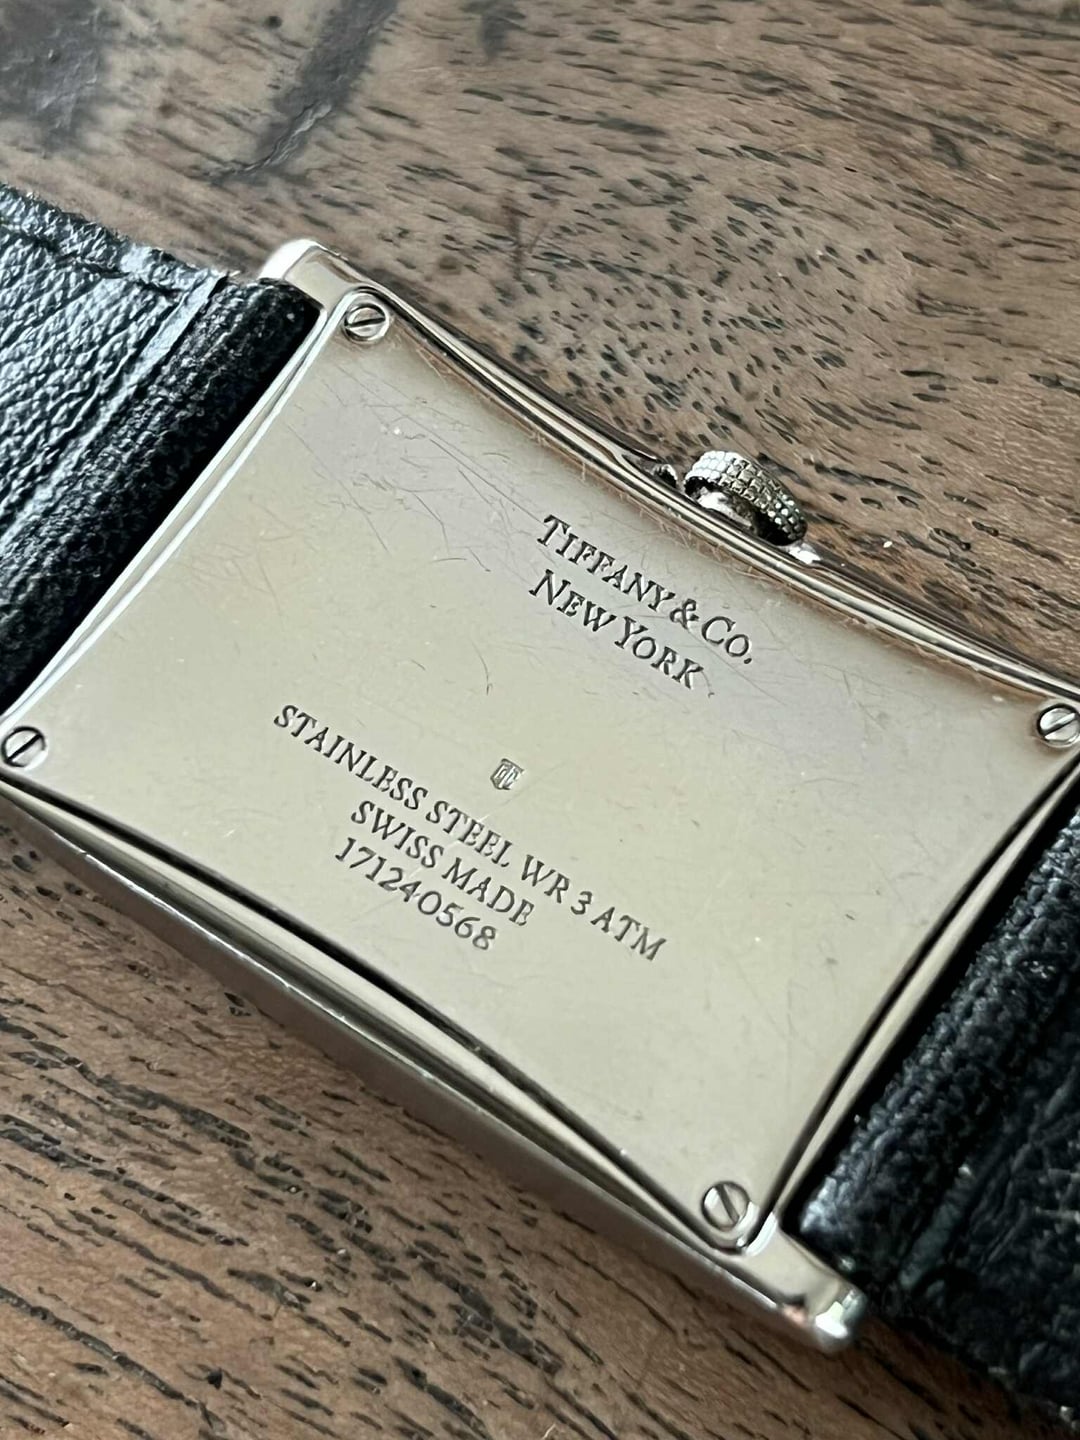 TIFFANY & CO.
NEW YORK
STAINLESS STEEL WR 3 ATM
SWISS MADE
171240568